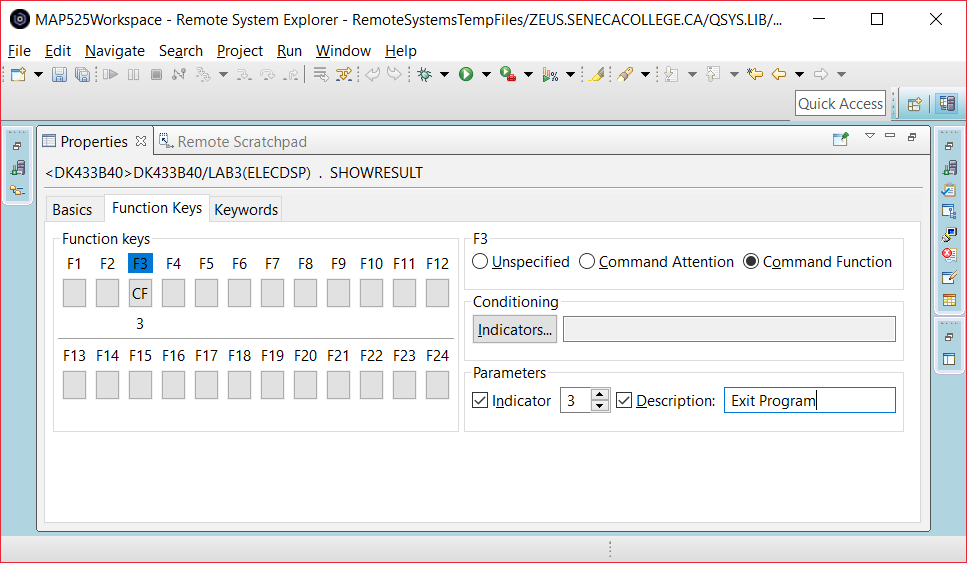 MAP525Workspace - Remote System Explorer - RemoteSystemsTempFiles/ZEUS.SENECACOLLEGE.CA/QSYS.LIB/...
File Edit Navigate Search Project Run Window Help
Quick Access
Properties Remote Scratchpad
<DK433B40>DK433B40/LAB3(ELECDSP) . SHOWRESULT
Basics Function Keys Keywords
Function keys
F1 F2 F3 F4 F5 F6 F7 F8 F9 F10 F11 F12
CF
3
F13 F14 F15 F16 F17 F18 F19 F20 F21 F22 F23 F24
F3
Unspecified Command Attention Command Function
Conditioning
Indicators...
Parameters
Indicator 3 Description: Exit Program